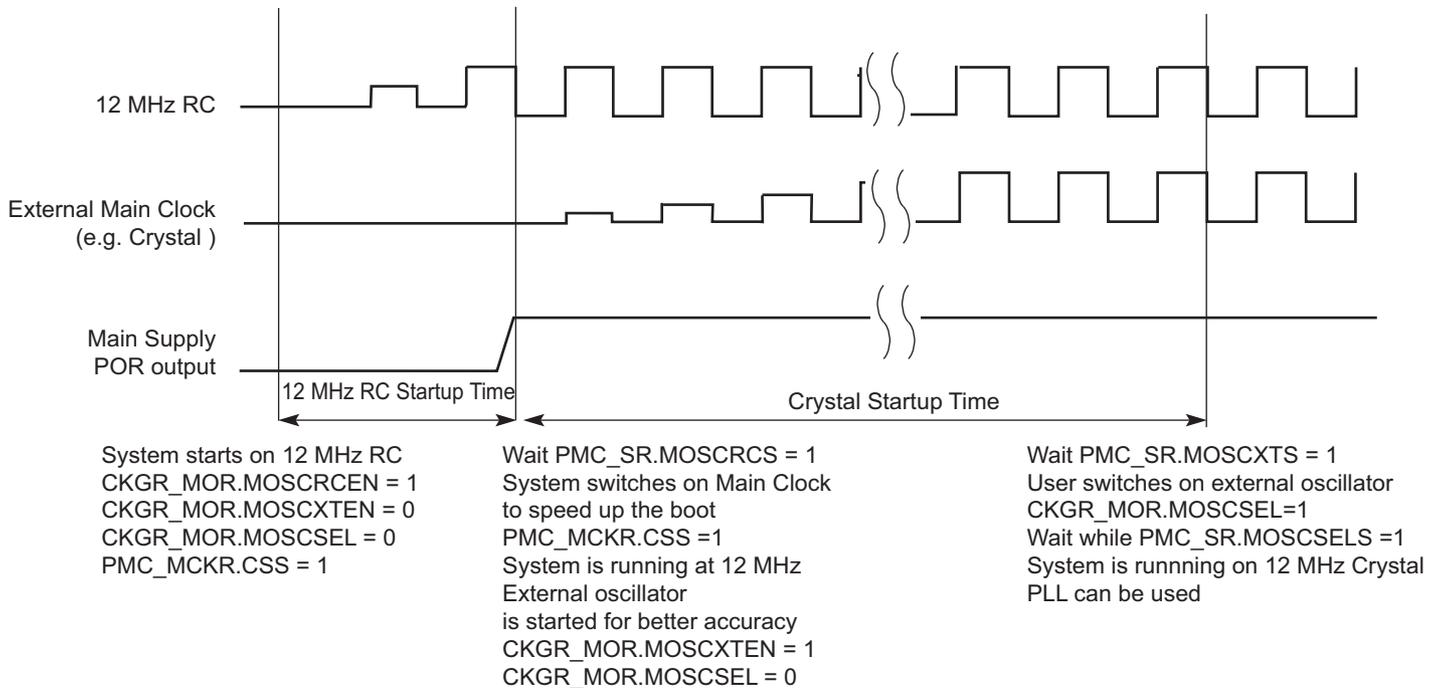 12 MHz RC
External Main Clock
(e.g. Crystal )
Main Supply
POR output
12 MHz RC Startup Time
Crystal Startup Time
System starts on 12 MHz RC
CKGR_MOR.MOSCRCEN = 1
CKGR_MOR.MOSCXTEN = 0
CKGR_MOR.MOSCSEL = 0
PMC_MCKR.CSS = 1
Wait PMC_SR.MOSCRCS = 1
System switches on Main Clock
to speed up the boot
PMC_MCKR.CSS =1
System is running at 12 MHz
External oscillator
is started for better accuracy
CKGR_MOR.MOSCXTEN = 1
CKGR_MOR.MOSCSEL = 0
Wait PMC_SR.MOSCXTS = 1
User switches on external oscillator
CKGR_MOR.MOSCSEL=1
Wait while PMC_SR.MOSCSELS =1
System is runnning on 12 MHz Crystal
PLL can be used